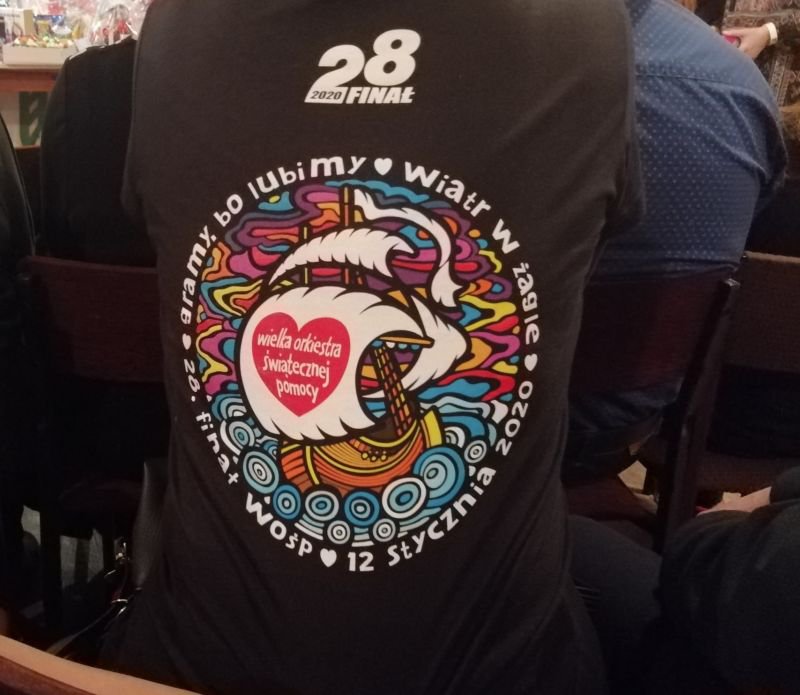 28
2020 FINAŁ
gramy, bo lubimy ♥ wiatr w żagle ♥
28. finał wośp ♥ 12 stycznia 2020
wielka orkiestra
świątecznej
pomocy